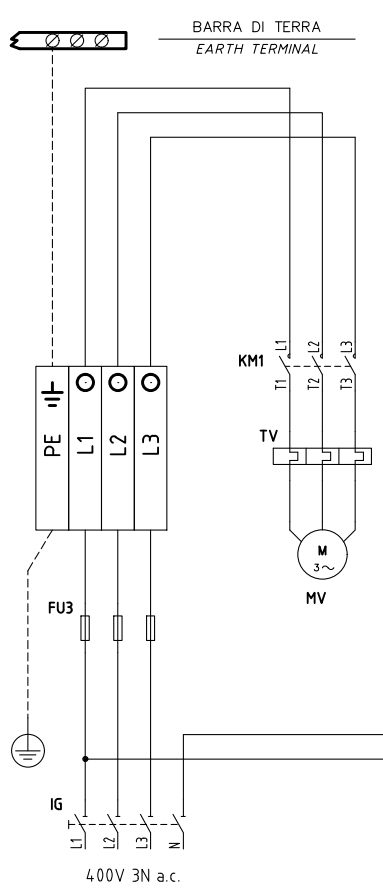 BARRA DI TERRA
EARTH TERMINAL
L1 L2 L3
KM1
T1 T2 T3
PE L1 L2 L3
TV
M
3~
MV
FU3
IG
L1 L2 L3 N
400V 3N a.c.